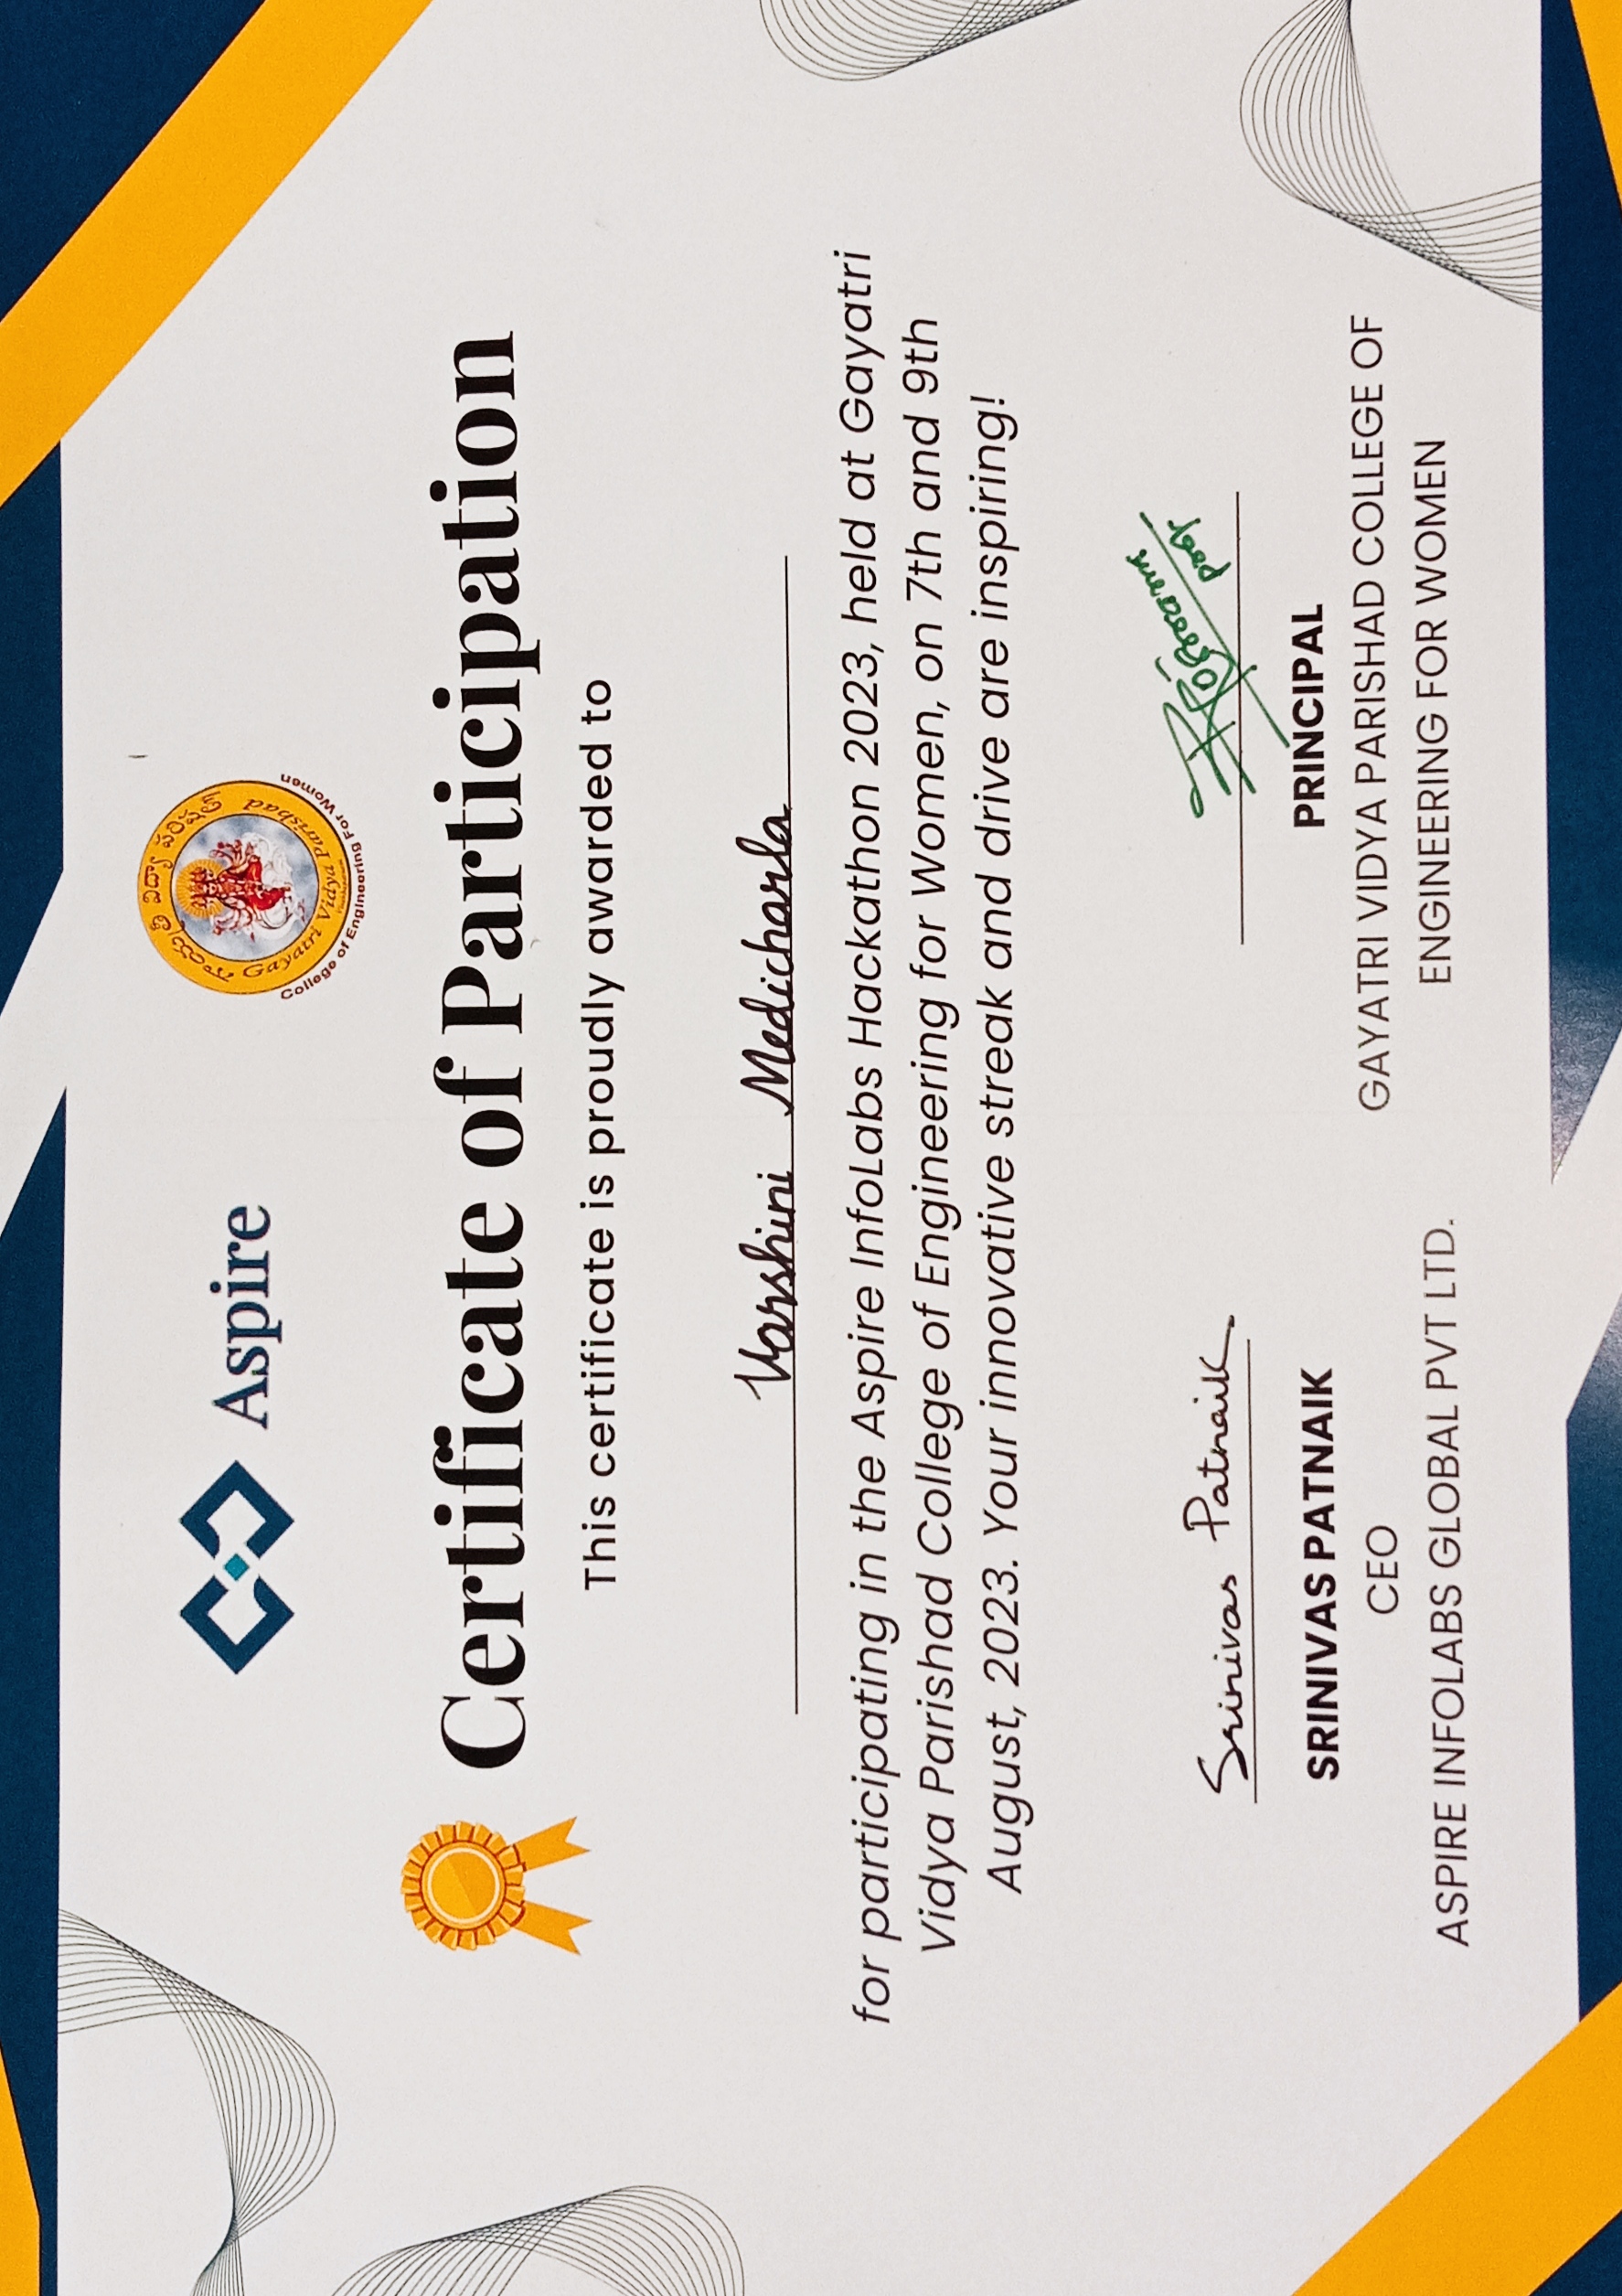 Aspire
గాయత్రీ విద్యా పరిషత్
Gayatri Vidya Parishad
College of Engineering For Women
Certificate of Participation
This certificate is proudly awarded to
Varshini Medicharla
for participating in the Aspire InfoLabs Hackathon 2023, held at Gayatri
Vidya Parishad College of Engineering for Women, on 7th and 9th
August, 2023. Your innovative streak and drive are inspiring!
Srinivas Patnaik
SRINIVAS PATNAIK
CEO
ASPIRE INFOLABS GLOBAL PVT LTD.
PRINCIPAL
GAYATRI VIDYA PARISHAD COLLEGE OF
ENGINEERING FOR WOMEN